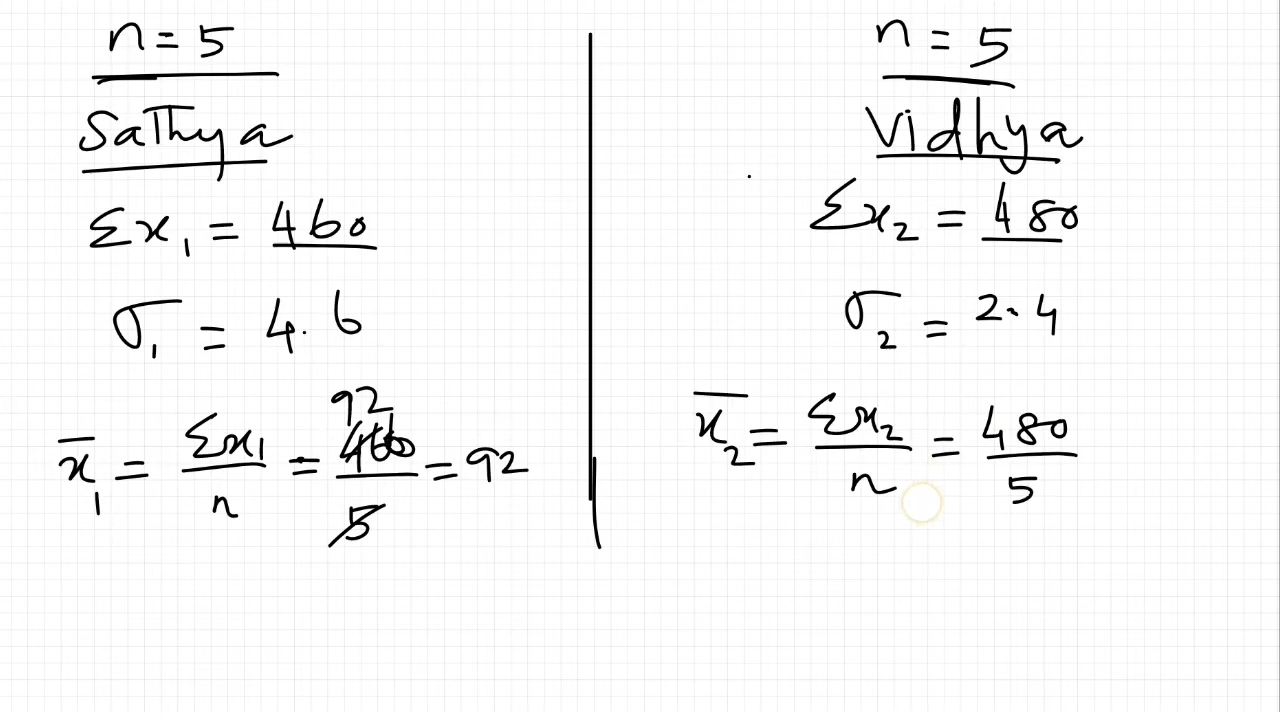 n = 5
Sathya
Σx₁ = 460
σ₁ = 4.6
x̄₁ = Σx₁/n = 460/5 = 92
92
n = 5
Vidhya
Σx₂ = 480
σ₂ = 2.4
x̄₂ = Σx₂/n = 480/5